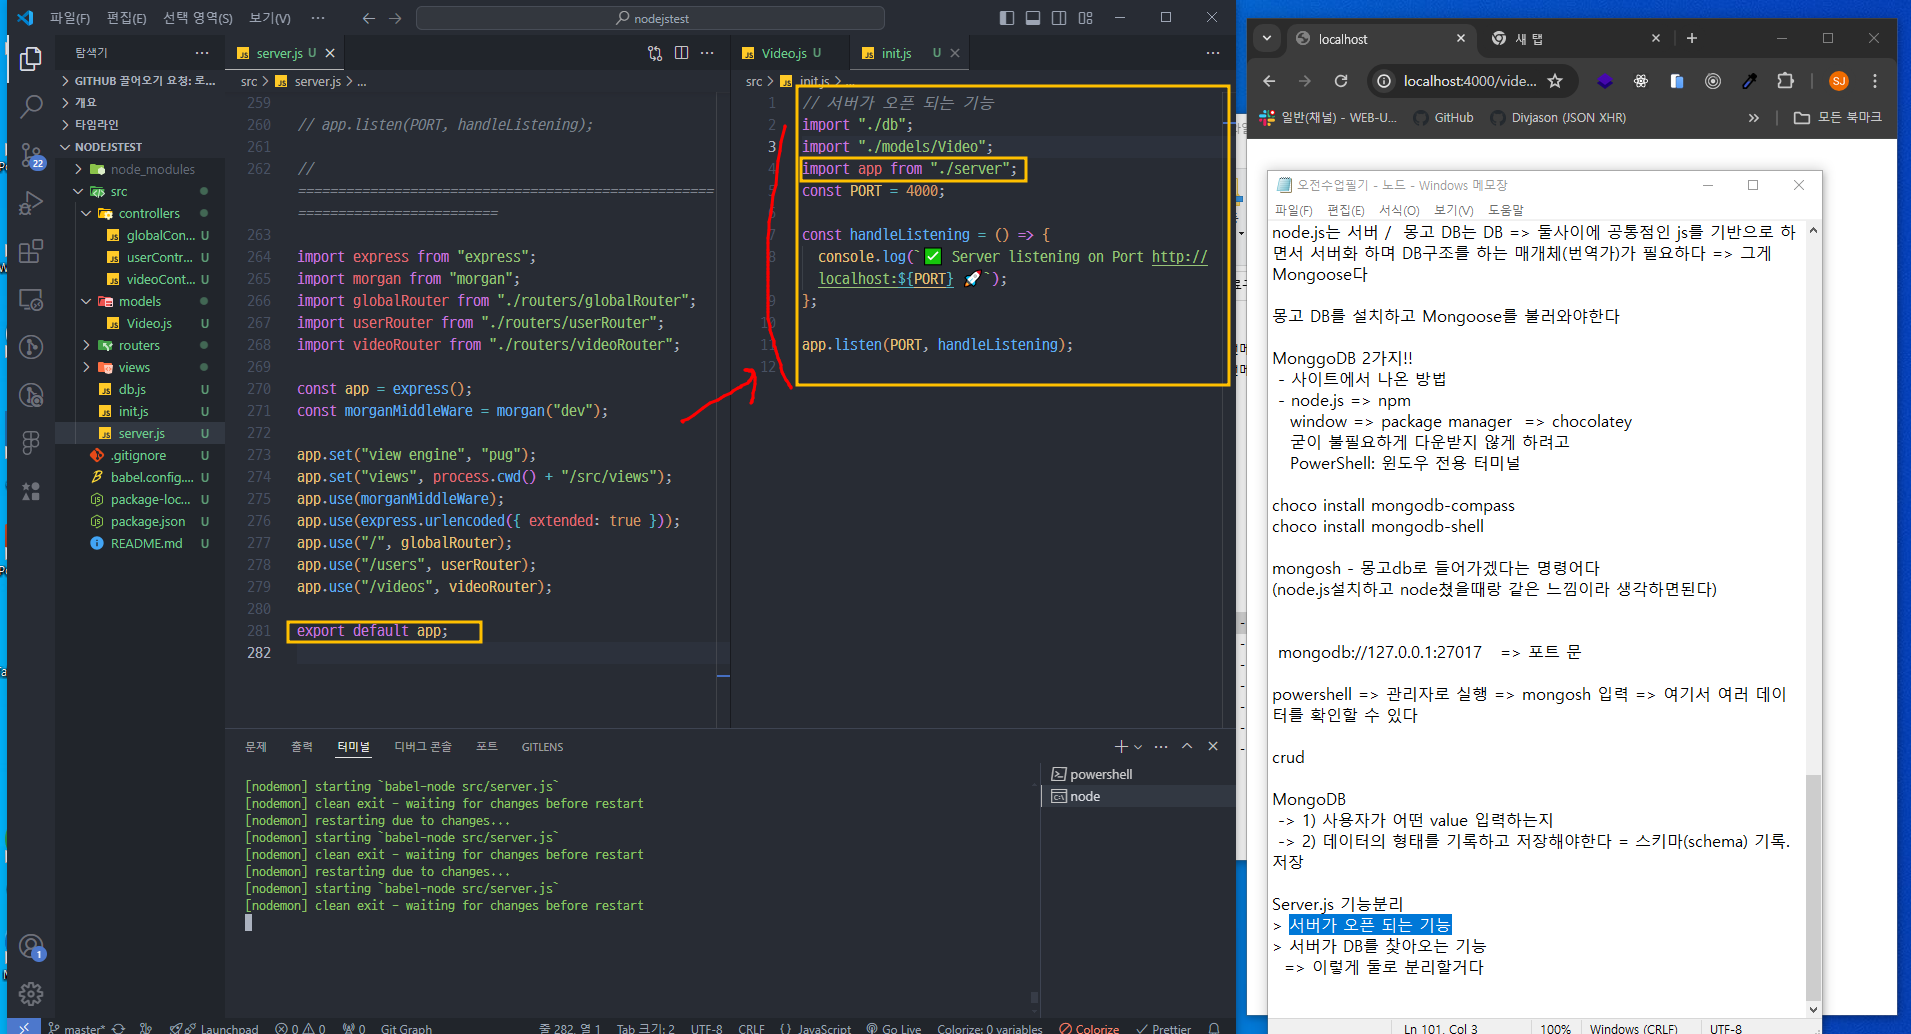 파일(F) 편집(E) 선택 영역(S) 보기(V) ··· nodejstest
탐색기
GITHUB 끌어오기 요청: 로...
개요
타임라인
NODEJSTEST
node_modules
src
controllers
globalCon... U
userContr... U
videoCont... U
models
Video.js U
routers
views
db.js U
init.js U
server.js U
.gitignore U
babel.config.... U
package-loc... U
package.json U
README.md U
22
1
server.js U
src > server.js > ...
259
260 // app.listen(PORT, handleListening);
261
262 //
====================================================
=========================
263
264 import express from "express";
265 import morgan from "morgan";
266 import globalRouter from "./routers/globalRouter";
267 import userRouter from "./routers/userRouter";
268 import videoRouter from "./routers/videoRouter";
269
270 const app = express();
271 const morganMiddleWare = morgan("dev");
272
273 app.set("view engine", "pug");
274 app.set("views", process.cwd() + "/src/views");
275 app.use(morganMiddleWare);
276 app.use(express.urlencoded({ extended: true }));
277 app.use("/", globalRouter);
278 app.use("/users", userRouter);
279 app.use("/videos", videoRouter);
280
281 export default app;
282
Video.js U init.js U
src > init.js > ...
1 // 서버가 오픈 되는 기능
2 import "./db";
3 import "./models/Video";
4 import app from "./server";
5 const PORT = 4000;
6
7 const handleListening = () => {
8 console.log(`✅ Server listening on Port http://
localhost:${PORT} 🚀`);
9 };
10
11 app.listen(PORT, handleListening);
12
문제 출력 터미널 디버그 콘솔 포트 GITLENS
[nodemon] starting `babel-node src/server.js`
[nodemon] clean exit - waiting for changes before restart
[nodemon] restarting due to changes...
[nodemon] starting `babel-node src/server.js`
[nodemon] clean exit - waiting for changes before restart
[nodemon] restarting due to changes...
[nodemon] starting `babel-node src/server.js`
[nodemon] clean exit - waiting for changes before restart
powershell
node
master* Launchpad 0 0 0 Git Graph 줄 282, 열 1 Tab 크기: 2 UTF-8 CRLF {} JavaScript Go Live Colorize: 0 variables Colorize Prettier
localhost 새 탭
localhost:4000/vide...
SJ
일반(채널) - WEB-U... GitHub Divjason (JSON XHR) » 모든 북마크
오전수업필기 - 노드 - Windows 메모장
파일(F) 편집(E) 서식(O) 보기(V) 도움말
node.js는 서버 / 몽고 DB는 DB => 둘사이에 공통점인 js를 기반으로 하
면서 서버화 하며 DB구조를 하는 매개체(번역가)가 필요하다 => 그게
Mongoose다
몽고 DB를 설치하고 Mongoose를 불러와야한다
MonggoDB 2가지!!
- 사이트에서 나온 방법
- node.js => npm
window => package manager => chocolatey
굳이 불필요하게 다운받지 않게 하려고
PowerShell: 윈도우 전용 터미널
choco install mongodb-compass
choco install mongodb-shell
mongosh - 몽고db로 들어가겠다는 명령어다
(node.js설치하고 node쳤을때랑 같은 느낌이라 생각하면된다)
mongodb://127.0.0.1:27017 => 포트 문
powershell => 관리자로 실행 => mongosh 입력 => 여기서 여러 데이
터를 확인할 수 있다
crud
MongoDB
-> 1) 사용자가 어떤 value 입력하는지
-> 2) 데이터의 형태를 기록하고 저장해야한다 = 스키마(schema) 기록.
저장
Server.js 기능분리
> 서버가 오픈 되는 기능
> 서버가 DB를 찾아오는 기능
=> 이렇게 둘로 분리할거다
Ln 101, Col 3 100% Windows (CRLF) UTF-8